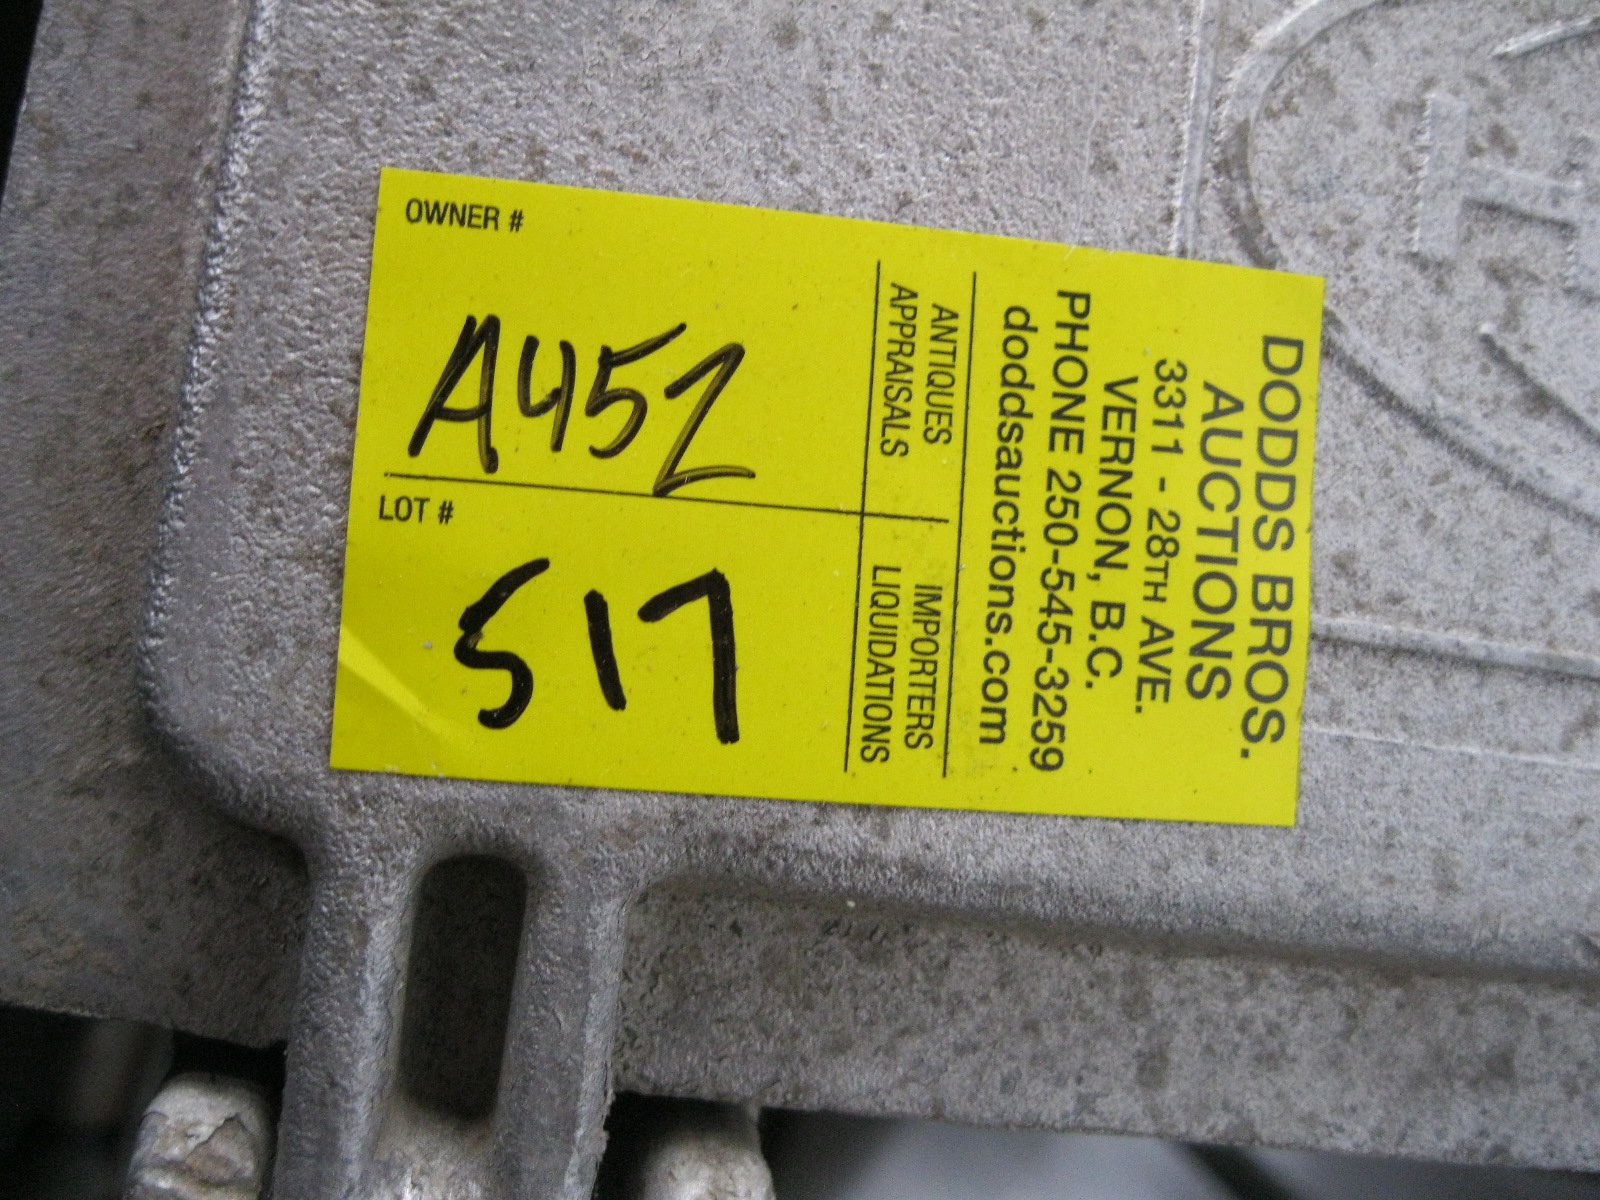 OWNER #
A452
LOT #
517
ANTIQUES
APPRAISALS
IMPORTERS
LIQUIDATIONS
DODDS BROS.
AUCTIONS
3311 - 28TH AVE.
VERNON, B.C.
PHONE 250-545-3259
doddsauctions.com